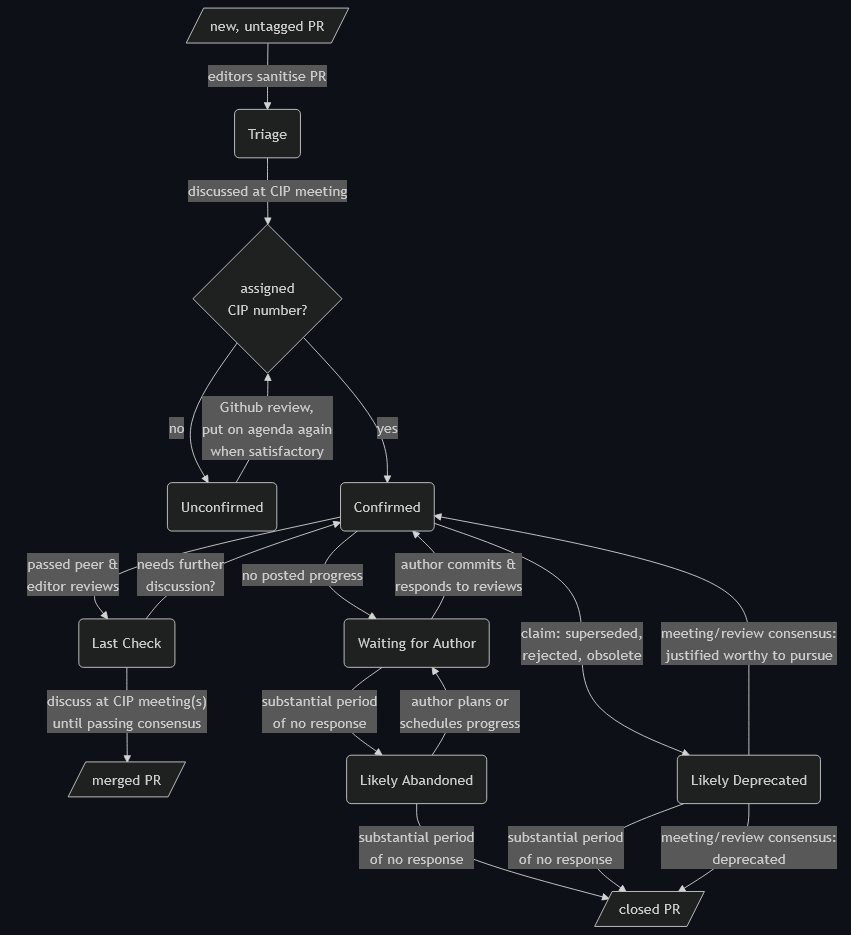 new, untagged PR
editors sanitise PR
Triage
discussed at CIP meeting
assigned
CIP number?
no
Github review,
put on agenda again
when satisfactory
yes
Unconfirmed
Confirmed
passed peer &
editor reviews
needs further
discussion?
no posted progress
author commits &
responds to reviews
claim: superseded,
rejected, obsolete
meeting/review consensus:
justified worthy to pursue
Last Check
Waiting for Author
discuss at CIP meeting(s)
until passing consensus
substantial period
of no response
author plans or
schedules progress
merged PR
Likely Abandoned
Likely Deprecated
substantial period
of no response
substantial period
of no response
meeting/review consensus:
deprecated
closed PR